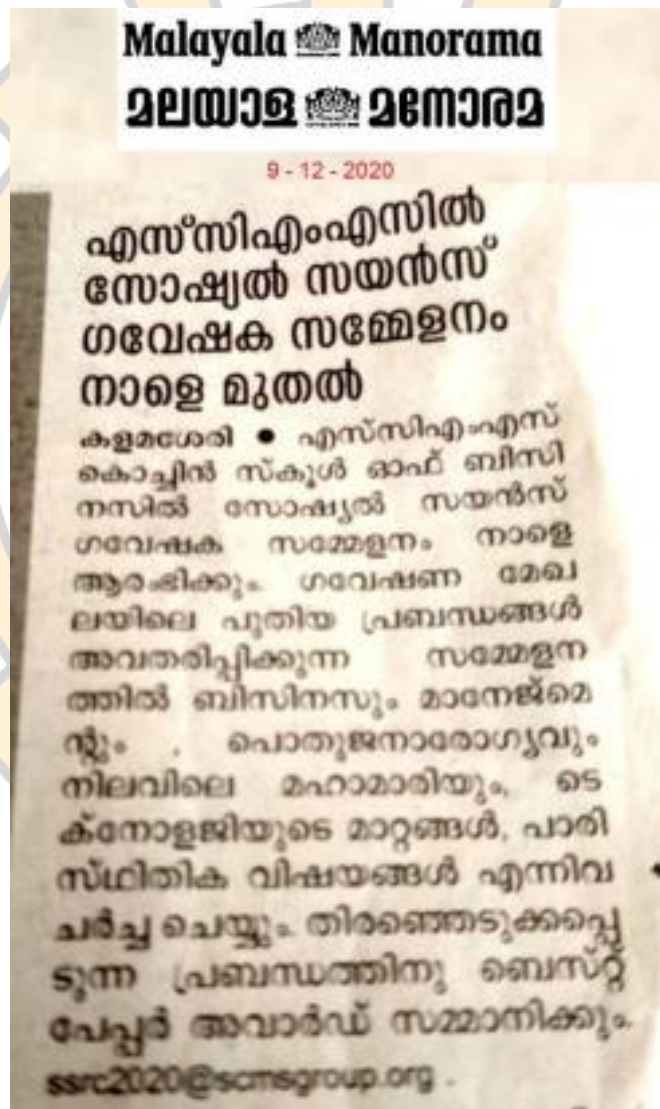 Malayala Manorama
മലയാള മനോരമ
9 - 12 - 2020
എസ്‌സിഎംഎസിൽ
സോഷ്യൽ സയൻസ്
ഗവേഷക സമ്മേളനം
നാളെ മുതൽ
കളമശേരി ● എസ്‌സിഎംഎസ്
കൊച്ചിൻ സ്കൂൾ ഓഫ് ബിസി
നസിൽ സോഷ്യൽ സയൻസ്
ഗവേഷക സമ്മേളനം നാളെ
ആരംഭിക്കും. ഗവേഷണ മേഖ
ലയിലെ പുതിയ പ്രബന്ധങ്ങൾ
അവതരിപ്പിക്കുന്ന സമ്മേളന
ത്തിൽ ബിസിനസും മാനേജ്മെ
ന്റും , പൊതുജനാരോഗ്യവും
നിലവിലെ മഹാമാരിയും, ടെ
ക്നോളജിയുടെ മാറ്റങ്ങൾ, പാരി
സ്ഥിതിക വിഷയങ്ങൾ എന്നിവ
ചർച്ച ചെയ്യും. തിരഞ്ഞെടുക്കപ്പെ
ടുന്ന പ്രബന്ധത്തിനു ബെസ്റ്റ്
പേപ്പർ അവാർഡ് സമ്മാനിക്കും.
ssrc2020@scmsgroup.org .